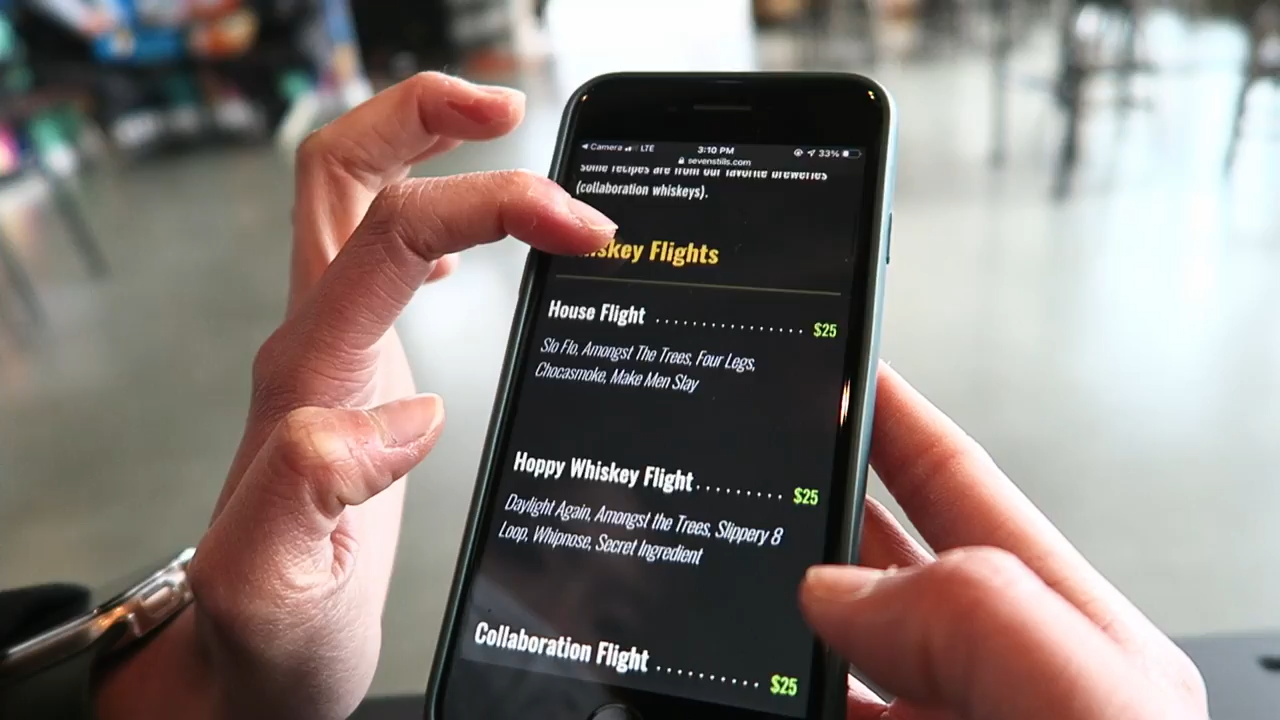 Camera LTE 3:10 PM 33%
sevenstills.com
some recipes are from our favorite breweries
(collaboration whiskeys).
Flights
House Flight ................ $25
Slo Flo, Amongst The Trees, Four Legs,
Chocasmoke, Make Men Slay
Hoppy Whiskey Flight......... $25
Daylight Again, Amongst the Trees, Slippery 8
Loop, Whipnose, Secret Ingredient
Collaboration Flight .......... $25